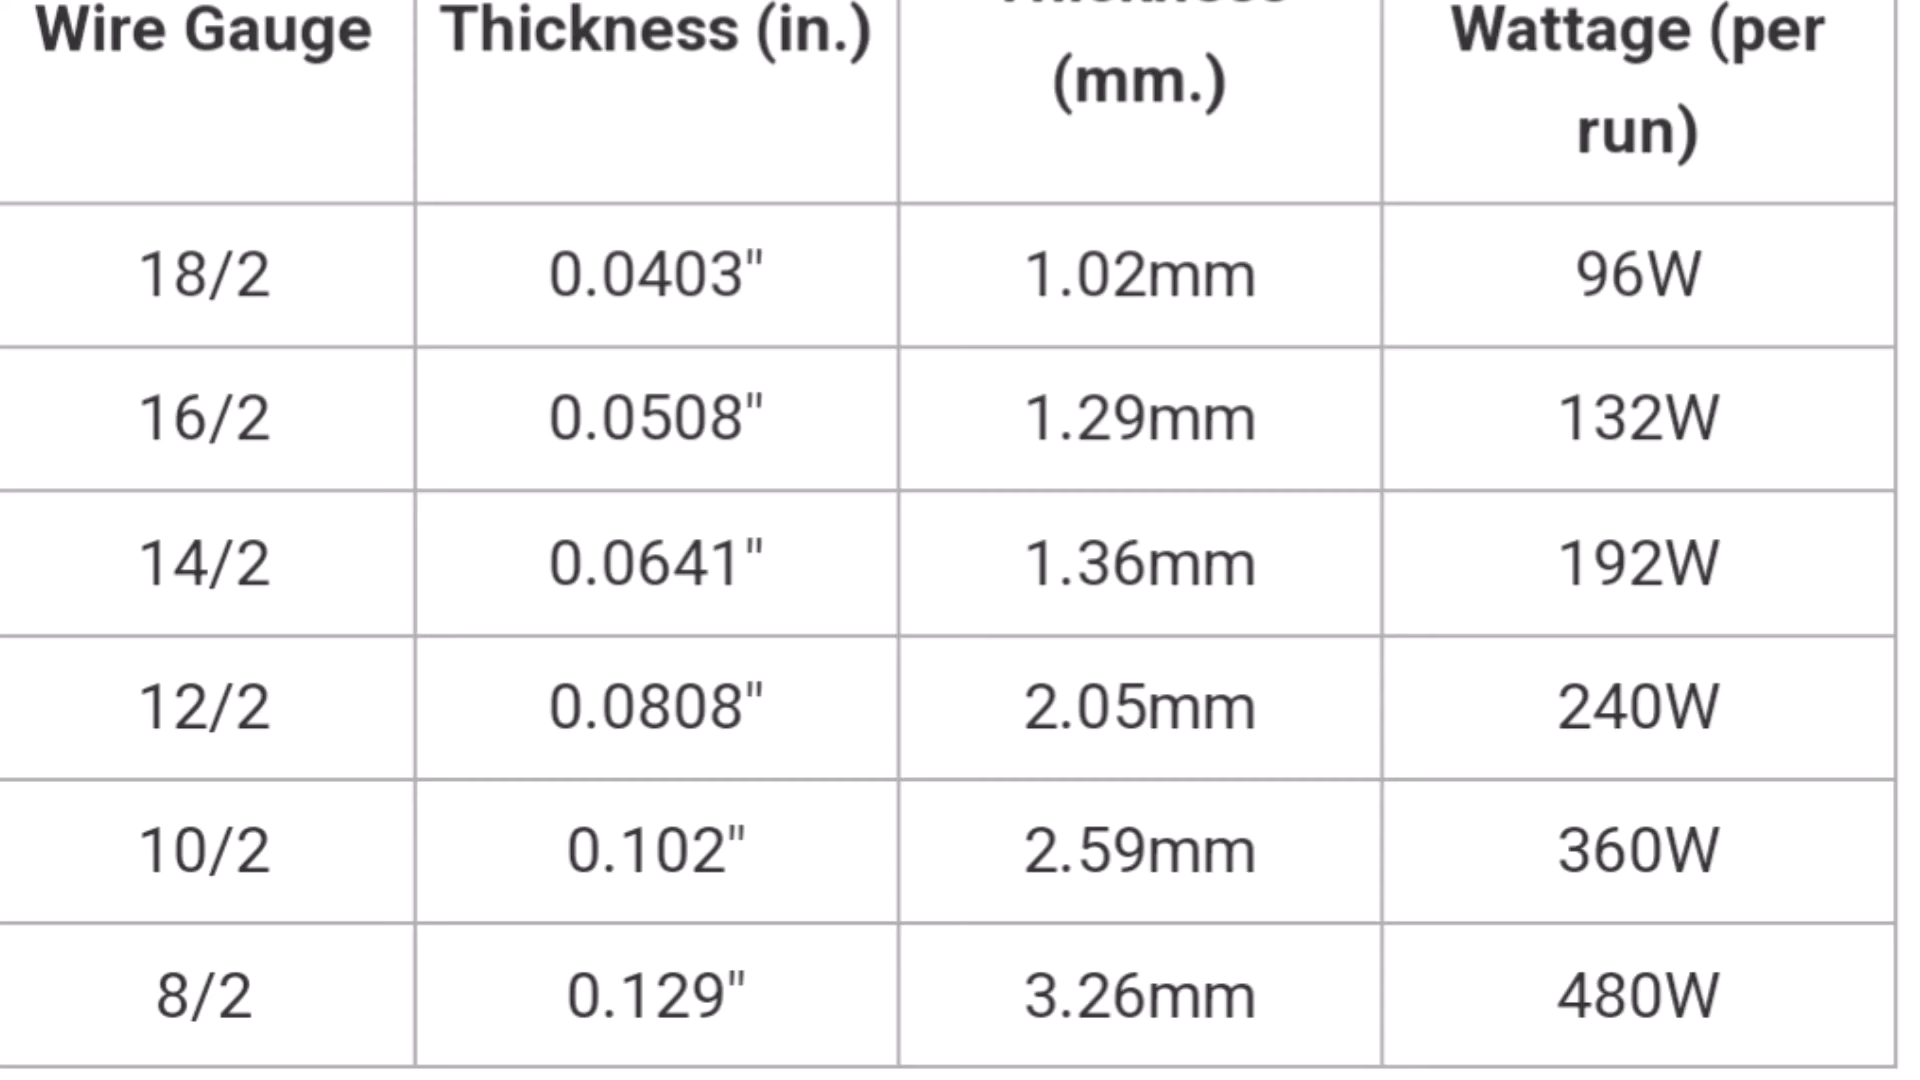 Wire Gauge
Thickness (in.)
(mm.)
Wattage (per
run)
18/2 0.0403" 1.02mm 96W
16/2 0.0508" 1.29mm 132W
14/2 0.0641" 1.36mm 192W
12/2 0.0808" 2.05mm 240W
10/2 0.102" 2.59mm 360W
8/2 0.129" 3.26mm 480W